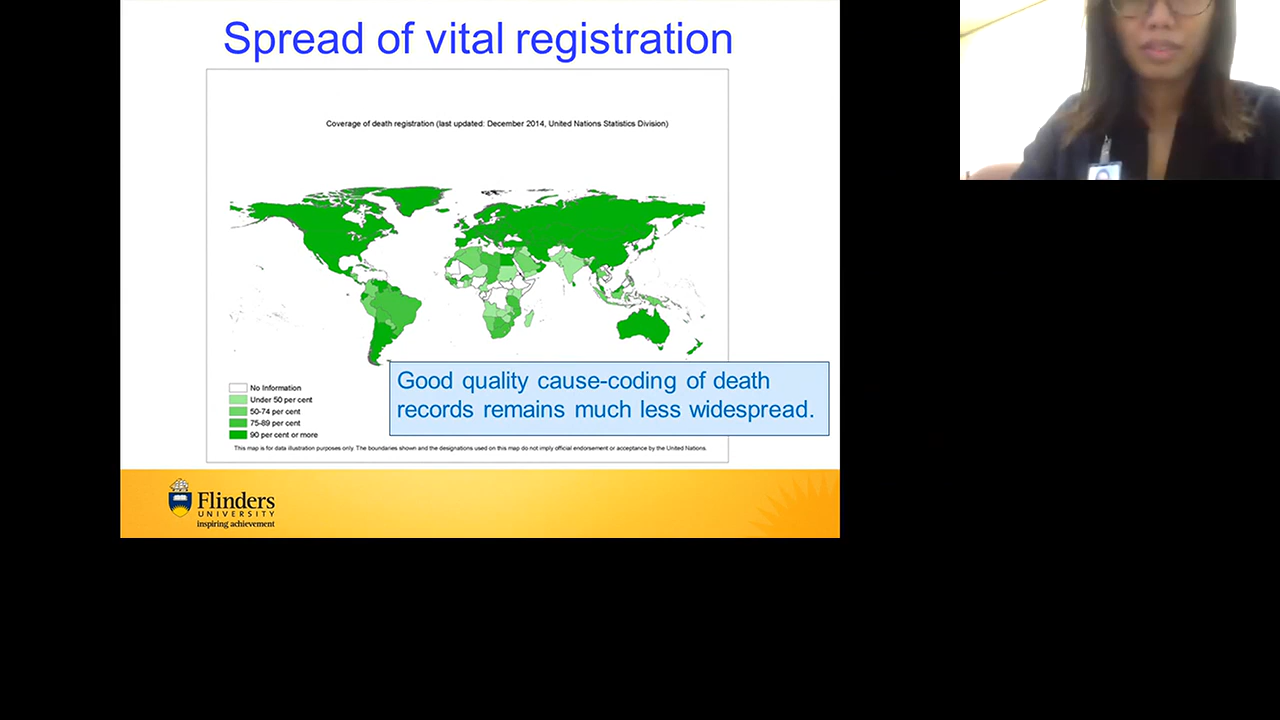 Spread of vital registration
Coverage of death registration (last updated: December 2014, United Nations Statistics Division)
Good quality cause-coding of death
records remains much less widespread.
No Information
Under 50 per cent
50-74 per cent
75-89 per cent
90 per cent or more
This map is for data illustration purposes only. The boundaries shown and the designations used on this map do not imply official endorsement or acceptance by the United Nations.
Flinders
UNIVERSITY
inspiring achievement